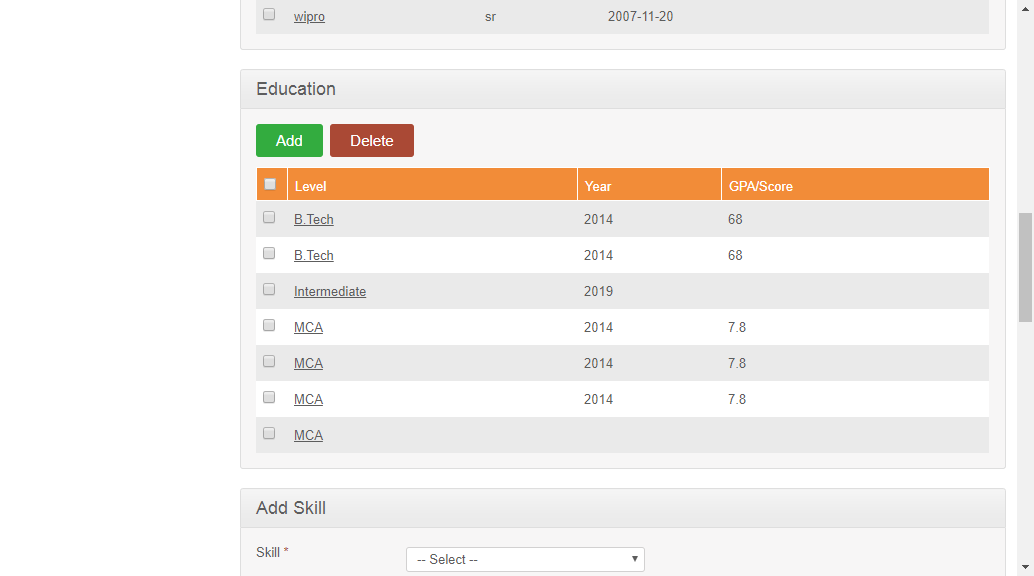 wipro sr 2007-11-20
Education
Add Delete
Level Year GPA/Score
B.Tech 2014 68
B.Tech 2014 68
Intermediate 2019
MCA 2014 7.8
MCA 2014 7.8
MCA 2014 7.8
MCA
Add Skill
Skill * -- Select --